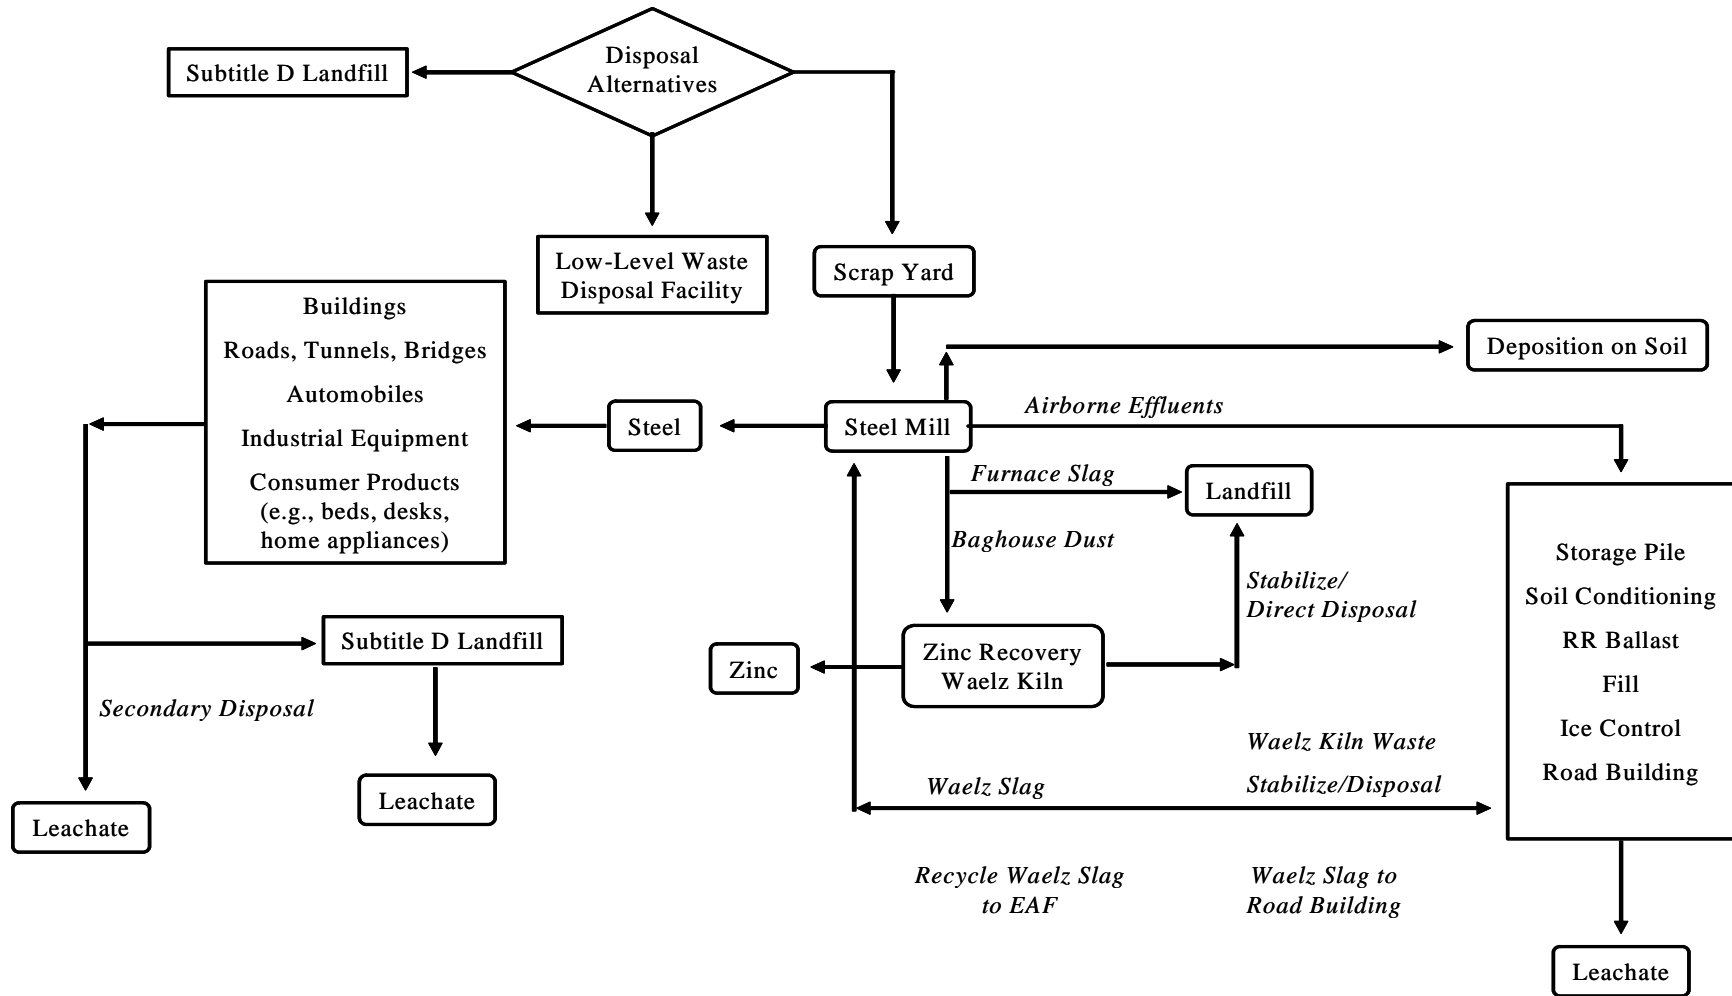 Disposal
Alternatives
Subtitle D Landfill
Low-Level Waste
Disposal Facility
Scrap Yard
Buildings
Roads, Tunnels, Bridges
Automobiles
Industrial Equipment
Consumer Products
(e.g., beds, desks,
home appliances)
Steel
Steel Mill
Airborne Effluents
Deposition on Soil
Furnace Slag
Landfill
Baghouse Dust
Stabilize/
Direct Disposal
Storage Pile
Soil Conditioning
RR Ballast
Fill
Ice Control
Road Building
Subtitle D Landfill
Zinc
Zinc Recovery
Waelz Kiln
Secondary Disposal
Waelz Kiln Waste
Stabilize/Disposal
Waelz Slag
Leachate
Leachate
Recycle Waelz Slag
to EAF
Waelz Slag to
Road Building
Leachate